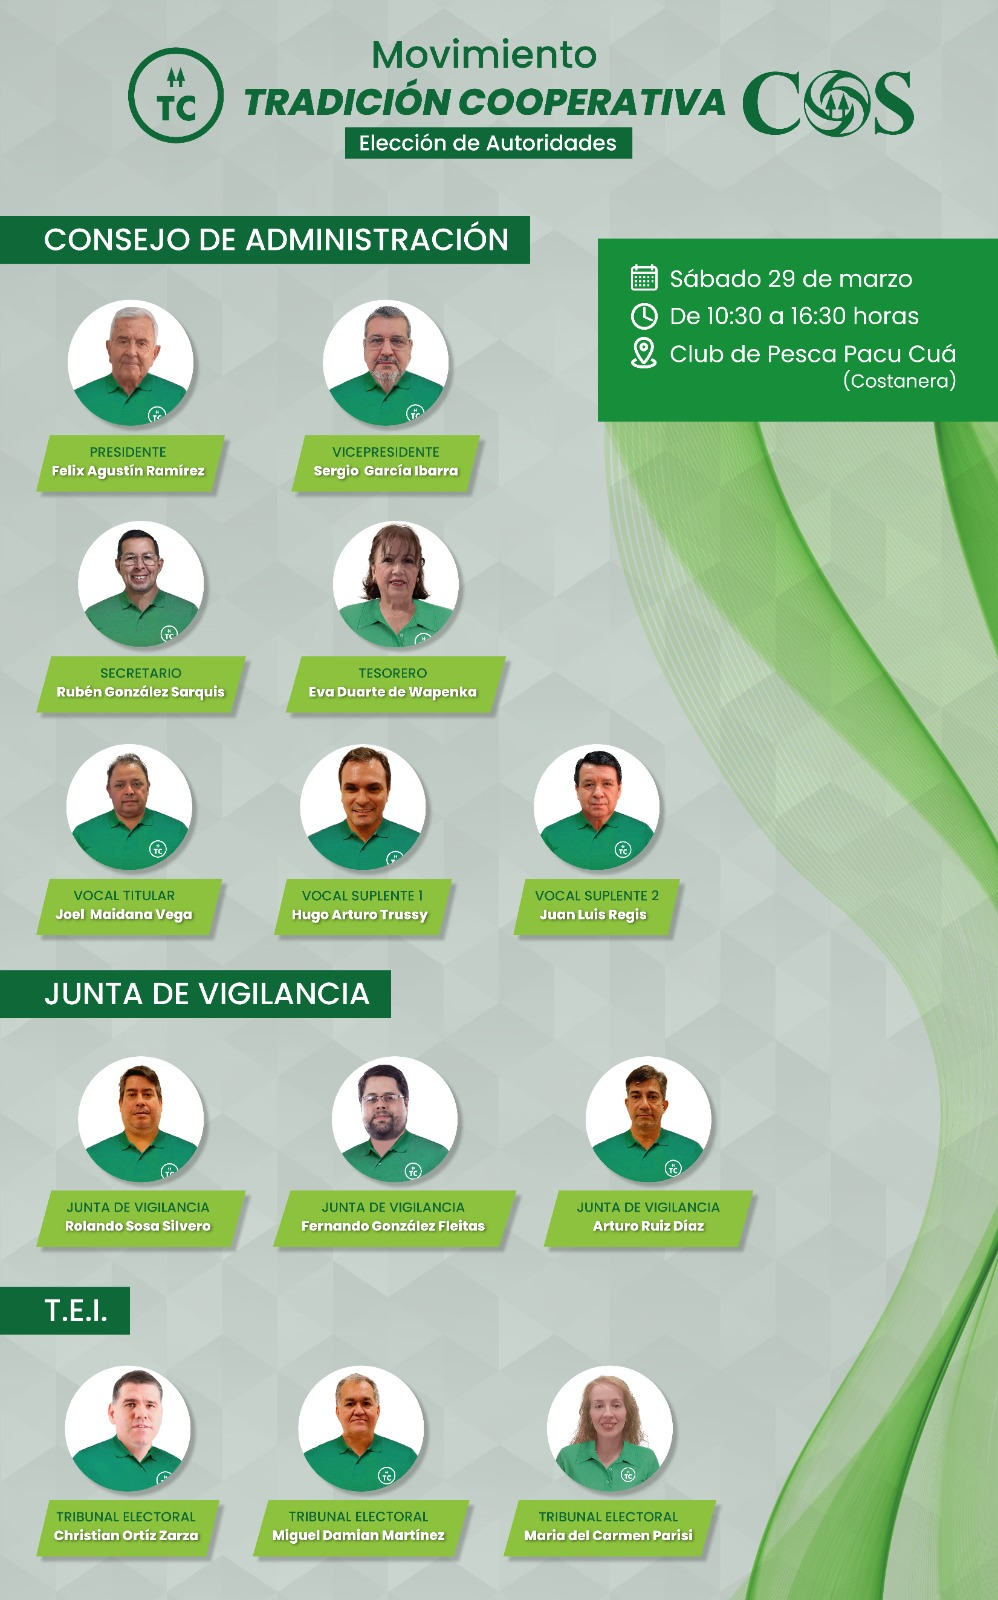 Movimiento
TC
TRADICIÓN COOPERATIVA
COS
Elección de Autoridades
CONSEJO DE ADMINISTRACIÓN
Sábado 29 de marzo
De 10:30 a 16:30 horas
Club de Pesca Pacu Cuá
(Costanera)
PRESIDENTE
Felix Agustín Ramírez
VICEPRESIDENTE
Sergio García Ibarra
SECRETARIO
Rubén González Sarquis
TESORERO
Eva Duarte de Wapenka
VOCAL TITULAR
Joel Maidana Vega
VOCAL SUPLENTE 1
Hugo Arturo Trussy
VOCAL SUPLENTE 2
Juan Luis Regis
JUNTA DE VIGILANCIA
JUNTA DE VIGILANCIA
Rolando Sosa Silvero
JUNTA DE VIGILANCIA
Fernando González Fleitas
JUNTA DE VIGILANCIA
Arturo Ruiz Díaz
T.E.I.
TRIBUNAL ELECTORAL
Christian Ortíz Zarza
TRIBUNAL ELECTORAL
Miguel Damian Martínez
TRIBUNAL ELECTORAL
Maria del Carmen Parisi